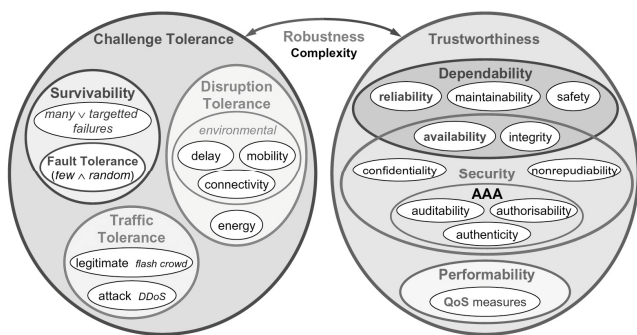 Challenge Tolerance
Robustness
Complexity
Trustworthiness
Survivability
many ∨ targetted
failures
Fault Tolerance
(few ∧ random)
Disruption
Tolerance
environmental
delay
mobility
connectivity
energy
Traffic
Tolerance
legitimate flash crowd
attack DDoS
Dependability
reliability
maintainability
safety
availability
integrity
confidentiality
Security
nonrepudiability
AAA
auditability
authorisability
authenticity
Performability
QoS measures